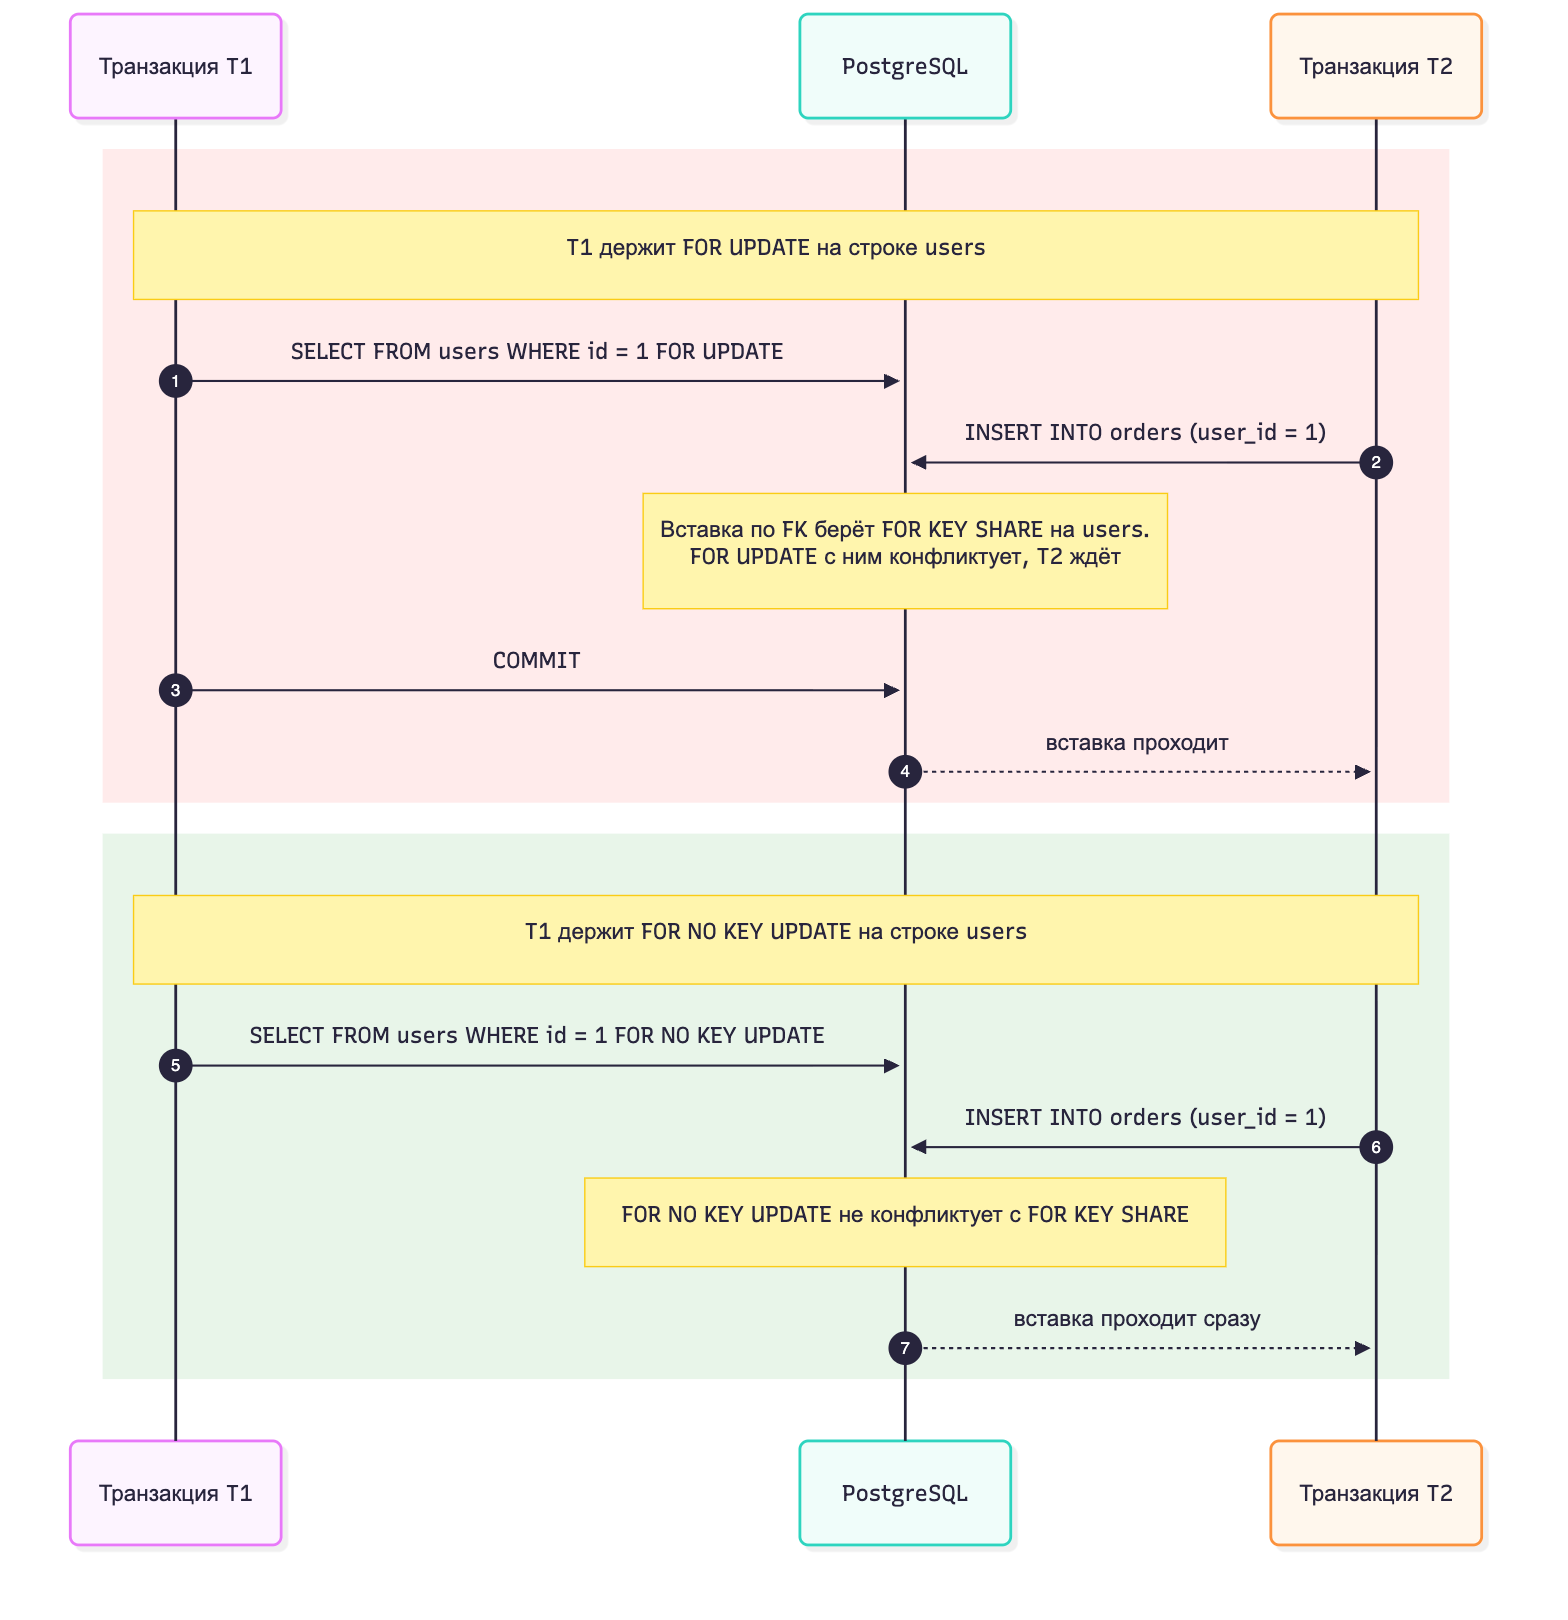 Транзакция T1
PostgreSQL
Транзакция T2
T1 держит FOR UPDATE на строке users
SELECT FROM users WHERE id = 1 FOR UPDATE
1
INSERT INTO orders (user_id = 1)
2
Вставка по FK берёт FOR KEY SHARE на users.
FOR UPDATE с ним конфликтует, T2 ждёт
COMMIT
3
вставка проходит
4
T1 держит FOR NO KEY UPDATE на строке users
SELECT FROM users WHERE id = 1 FOR NO KEY UPDATE
5
INSERT INTO orders (user_id = 1)
6
FOR NO KEY UPDATE не конфликтует с FOR KEY SHARE
вставка проходит сразу
7
Транзакция T1
PostgreSQL
Транзакция T2